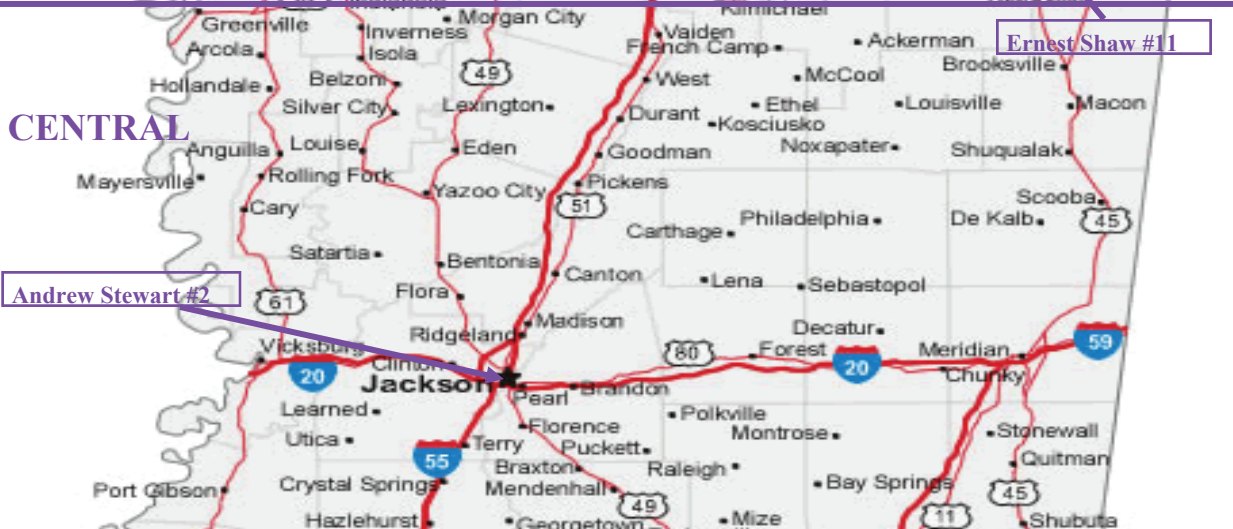 Kilmichael
Greenville
Morgan City
Inverness
Vaiden
French Camp
Ackerman
Ernest Shaw #11
Arcola
Isola
Brooksville
Hollandale
Belzoni
49
West
McCool
Silver City
Lexington
Durant
Ethel
Louisville
Macon
CENTRAL
Kosciusko
Anguilla
Louise
Eden
Goodman
Noxapater
Shuqualak
Mayersville
Rolling Fork
Yazoo City
Pickens
Scooba
Cary
51
Philadelphia
De Kalb
45
Carthage
Satartia
Bentonia
Canton
Lena
Sebastopol
Andrew Stewart #2
Flora
61
Madison
Ridgeland
Decatur
59
Vicksburg
80
Forest
Meridian
20
Clinton
20
Chunky
Jackson
Pearl
Brandon
Learned
Polkville
Florence
Montrose
Stonewall
Utica
Terry
Puckett
55
Braxton
Raleigh
Quitman
Port Gibson
Crystal Springs
Mendenhall
Bay Springs
45
49
11
Hazlehurst
Georgetown
Mize
Shubuta